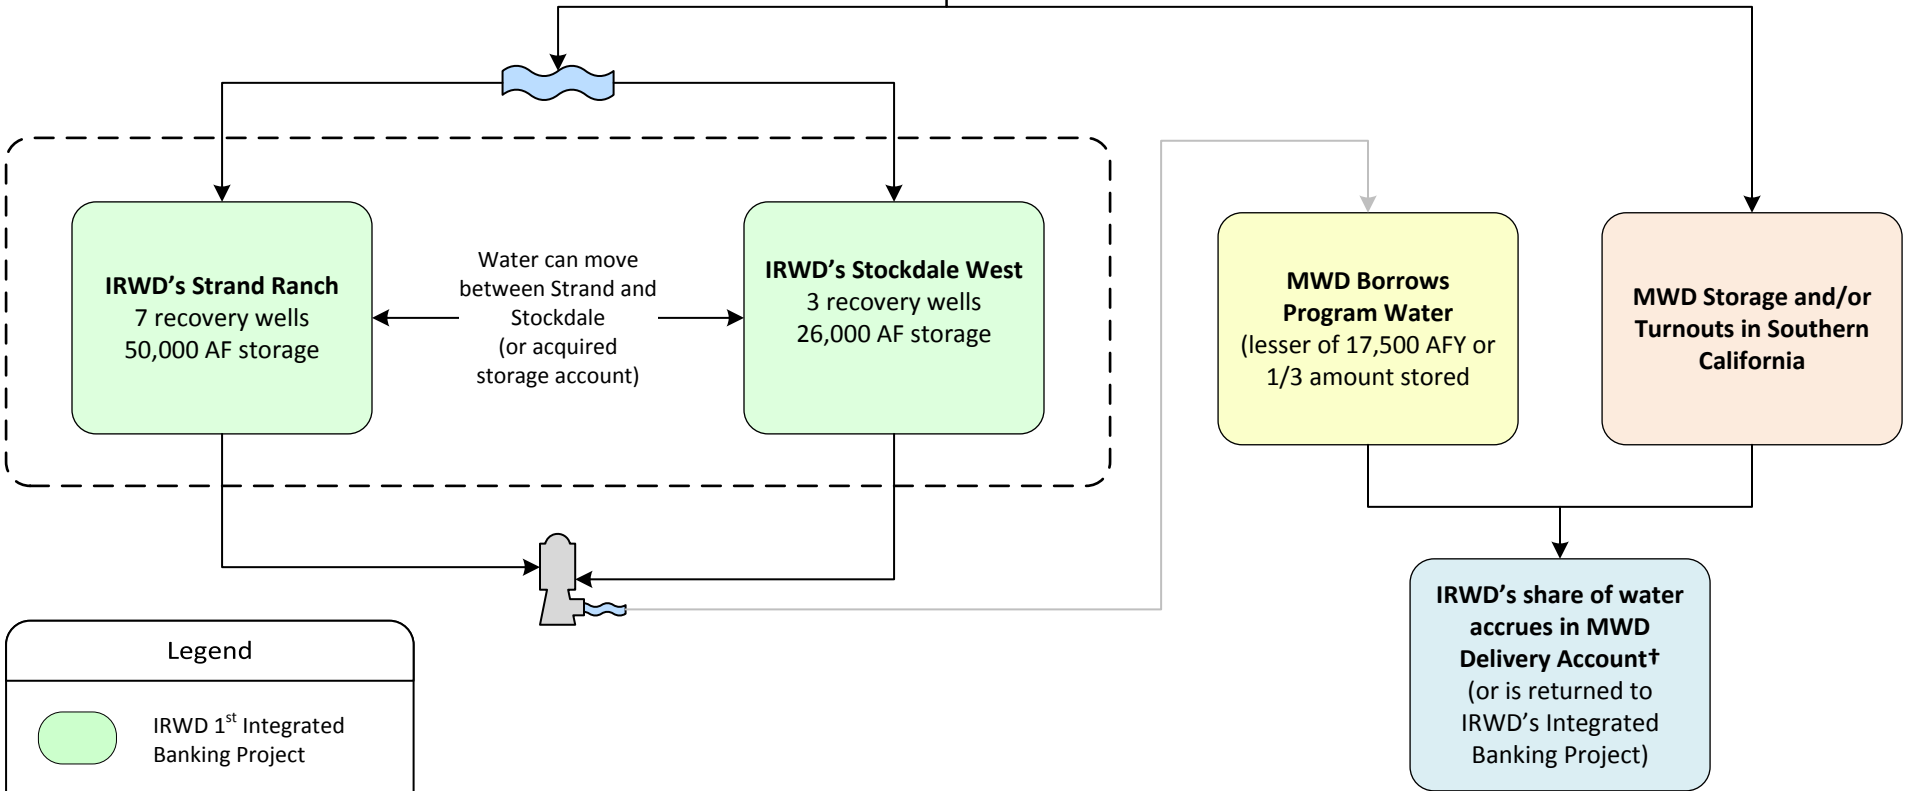 IRWD’s Strand Ranch
7 recovery wells
50,000 AF storage
Water can move
between Strand and
Stockdale
(or acquired
storage account)
IRWD’s Stockdale West
3 recovery wells
26,000 AF storage
MWD Borrows
Program Water
(lesser of 17,500 AFY or
1/3 amount stored
MWD Storage and/or
Turnouts in Southern
California
IRWD’s share of water
accrues in MWD
Delivery Account†
(or is returned to
IRWD’s Integrated
Banking Project)
Legend
IRWD 1st Integrated
Banking Project